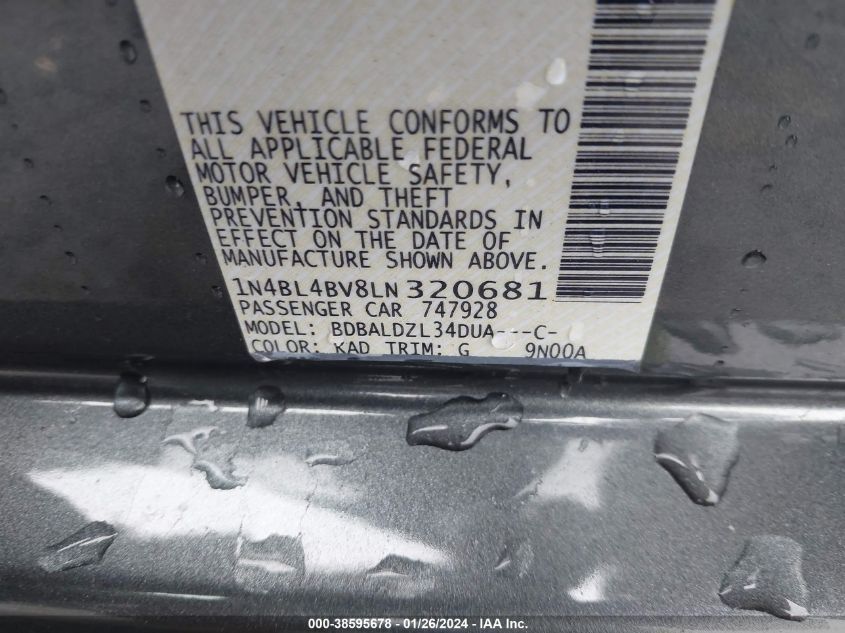 THIS VEHICLE CONFORMS TO
ALL APPLICABLE FEDERAL
MOTOR VEHICLE SAFETY,
BUMPER, AND THEFT
PREVENTION STANDARDS IN
EFFECT ON THE DATE OF
MANUFACTURE SHOWN ABOVE.
1N4BL4BV8LN320681
PASSENGER CAR 747928
MODEL: BDBALDZL34DUA---C-
COLOR: KAD TRIM: G 9N00A
000-38595678 - 01/26/2024 - IAA Inc.